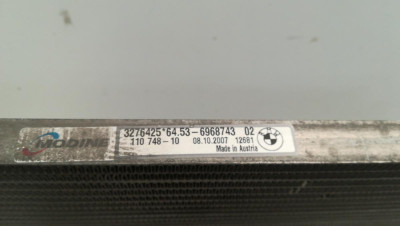 MODINE
3276425*64.53-6968743 02
110 748-10 08.10.2007 12681
Made in Austria